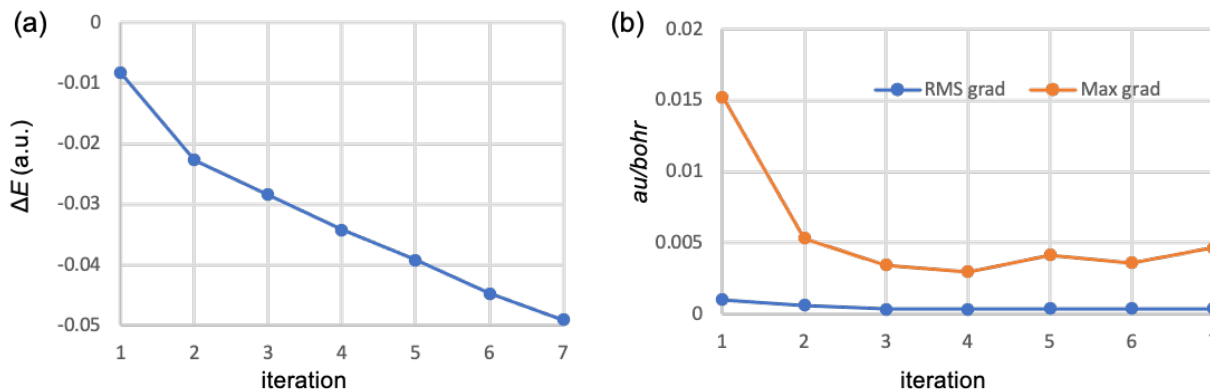 (a)
0
-0.01
-0.02
-0.03
-0.04
-0.05
ΔE (a.u.)
1 2 3 4 5 6 7
iteration
(b)
0.02
0.015
0.01
0.005
0
au/bohr
RMS grad Max grad
1 2 3 4 5 6
iteration